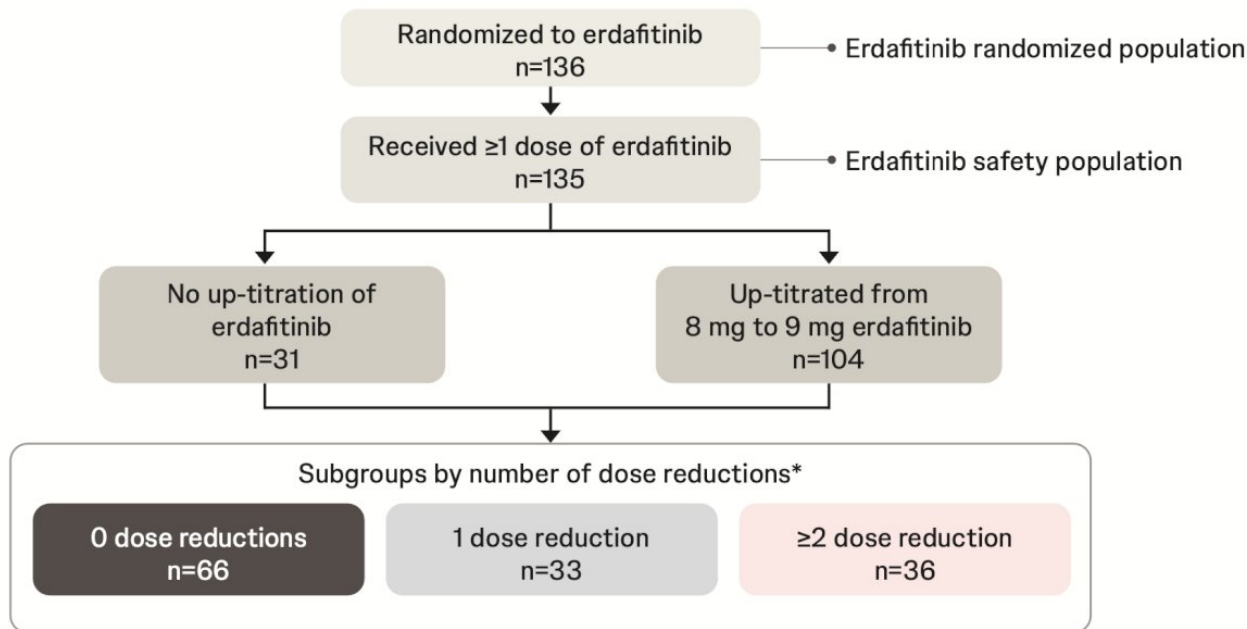 Randomized to erdafitinib
n=136
Erdafitinib randomized population
Received ≥1 dose of erdafitinib
n=135
Erdafitinib safety population
No up-titration of
erdafitinib
n=31
Up-titrated from
8 mg to 9 mg erdafitinib
n=104
Subgroups by number of dose reductions*
0 dose reductions
n=66
1 dose reduction
n=33
≥2 dose reduction
n=36